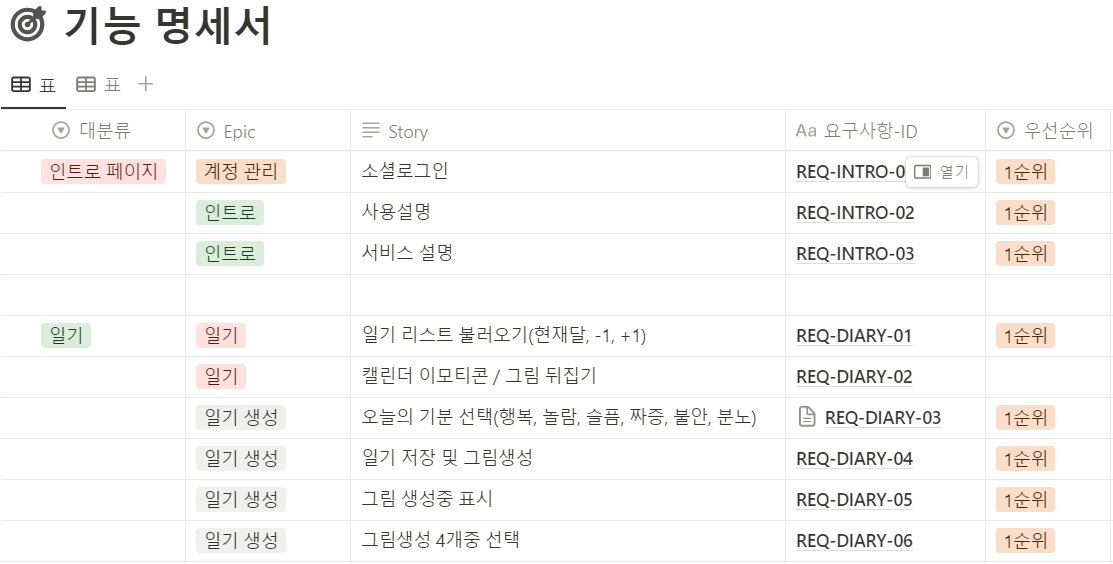 기능 명세서
표 표
대분류 Epic Story Aa 요구사항-ID 우선순위
인트로 페이지 계정 관리 소셜로그인 REQ-INTRO-0 열기 1순위
인트로 사용설명 REQ-INTRO-02 1순위
인트로 서비스 설명 REQ-INTRO-03 1순위
일기 일기 일기 리스트 불러오기(현재달, -1, +1) REQ-DIARY-01 1순위
일기 캘린더 이모티콘 / 그림 뒤집기 REQ-DIARY-02
일기 생성 오늘의 기분 선택(행복, 놀람, 슬픔, 짜증, 불안, 분노) REQ-DIARY-03 1순위
일기 생성 일기 저장 및 그림생성 REQ-DIARY-04 1순위
일기 생성 그림 생성중 표시 REQ-DIARY-05 1순위
일기 생성 그림생성 4개중 선택 REQ-DIARY-06 1순위